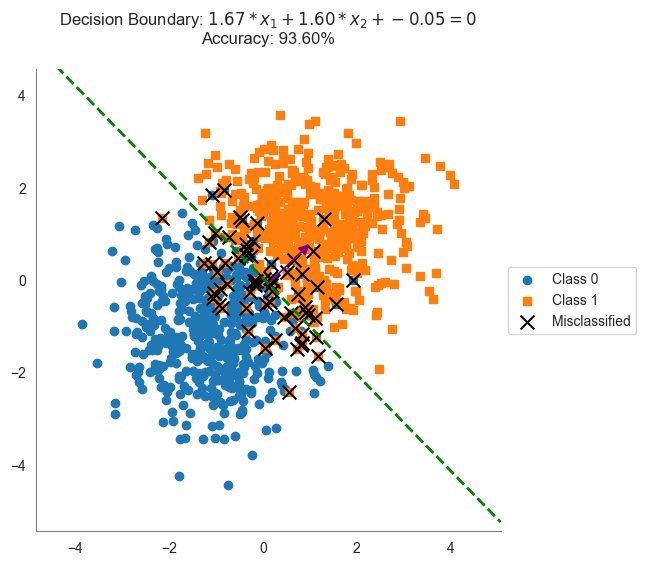 Decision Boundary: 1.67 * x₁ + 1.60 * x₂ + −0.05 = 0
Accuracy: 93.60%
4
2
0
−2
−4
−4
−2
0
2
4
Class 0
Class 1
Misclassified